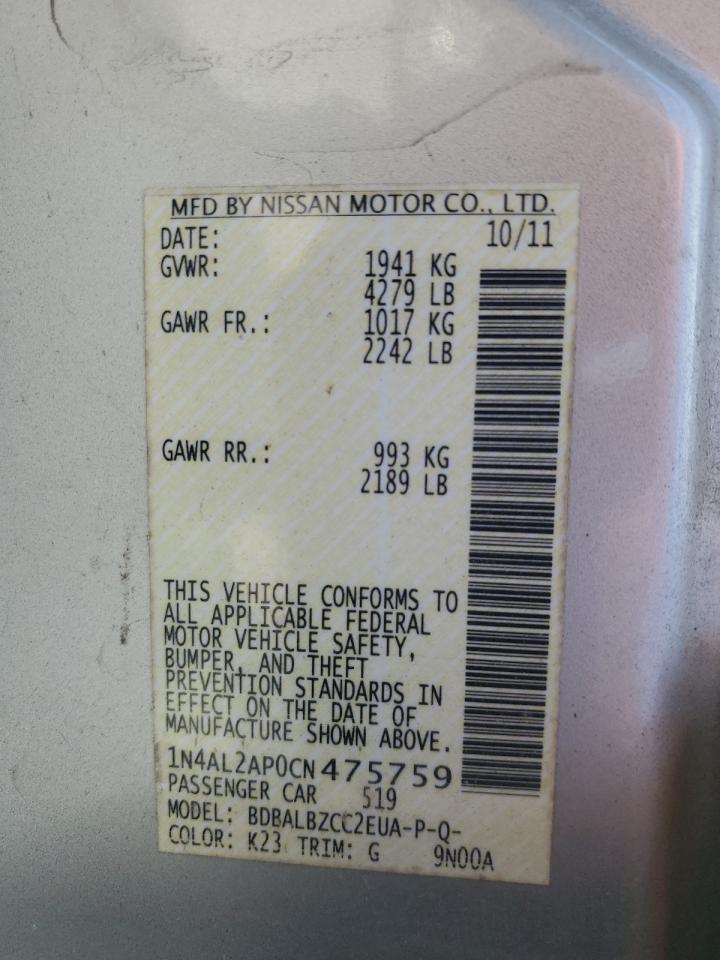 MFD BY NISSAN MOTOR CO., LTD.
DATE: 10/11
GVWR: 1941 KG
4279 LB
GAWR FR.: 1017 KG
2242 LB
GAWR RR.: 993 KG
2189 LB
THIS VEHICLE CONFORMS TO
ALL APPLICABLE FEDERAL
MOTOR VEHICLE SAFETY,
BUMPER, AND THEFT
PREVENTION STANDARDS IN
EFFECT ON THE DATE OF
MANUFACTURE SHOWN ABOVE.
1N4AL2AP0CN475759
PASSENGER CAR 519
MODEL: BDBALBZCC2EUA-P-Q-
COLOR: K23 TRIM: G 9N00A